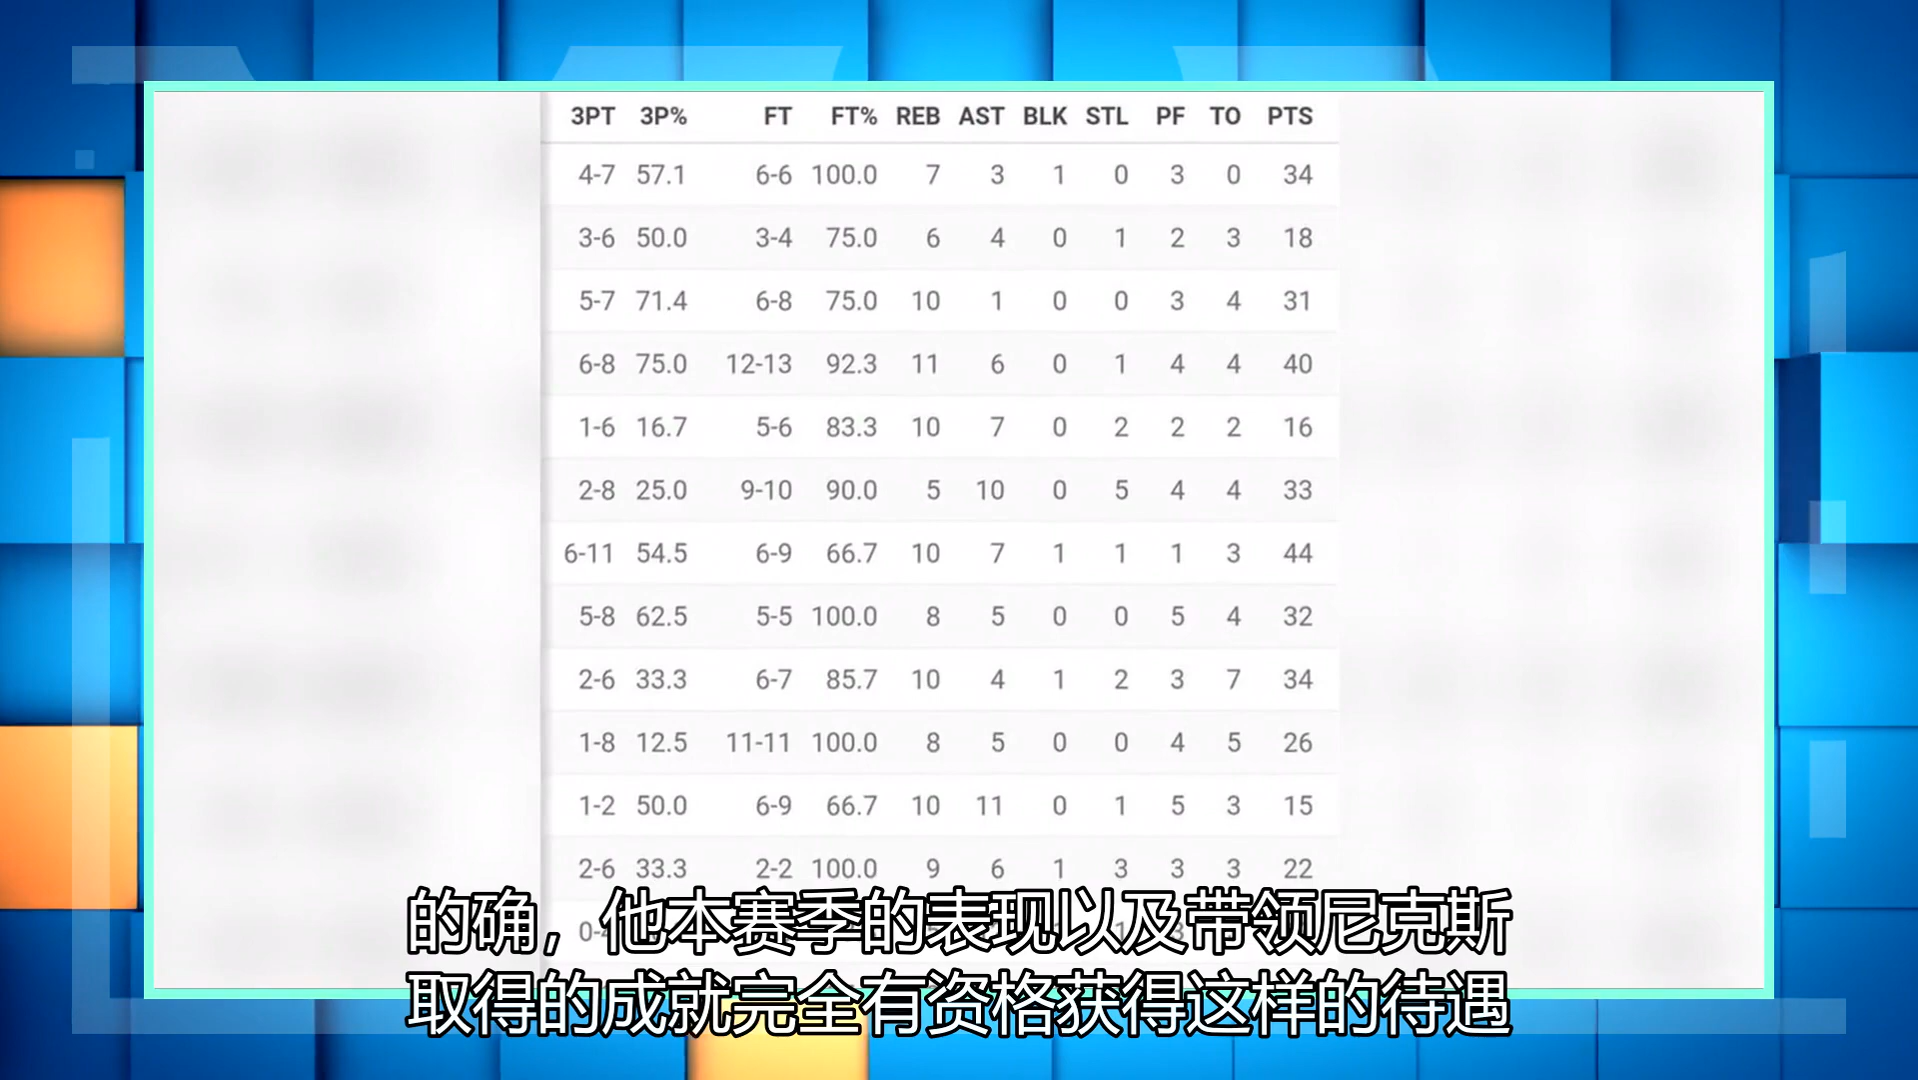 3PT 3P% FT FT% REB AST BLK STL PF TO PTS
4-7 57.1 6-6 100.0 7 3 1 0 3 0 34
3-6 50.0 3-4 75.0 6 4 0 1 2 3 18
5-7 71.4 6-8 75.0 10 1 0 0 3 4 31
6-8 75.0 12-13 92.3 11 6 0 1 4 4 40
1-6 16.7 5-6 83.3 10 7 0 2 2 2 16
2-8 25.0 9-10 90.0 5 10 0 5 4 4 33
6-11 54.5 6-9 66.7 10 7 1 1 1 3 44
5-8 62.5 5-5 100.0 8 5 0 0 5 4 32
2-6 33.3 6-7 85.7 10 4 1 2 3 7 34
1-8 12.5 11-11 100.0 8 5 0 0 4 5 26
1-2 50.0 6-9 66.7 10 11 0 1 5 3 15
2-6 33.3 2-2 100.0 9 6 1 3 3 3 22
的确，他本赛季的表现以及带领尼克斯
取得的成就完全有资格获得这样的待遇